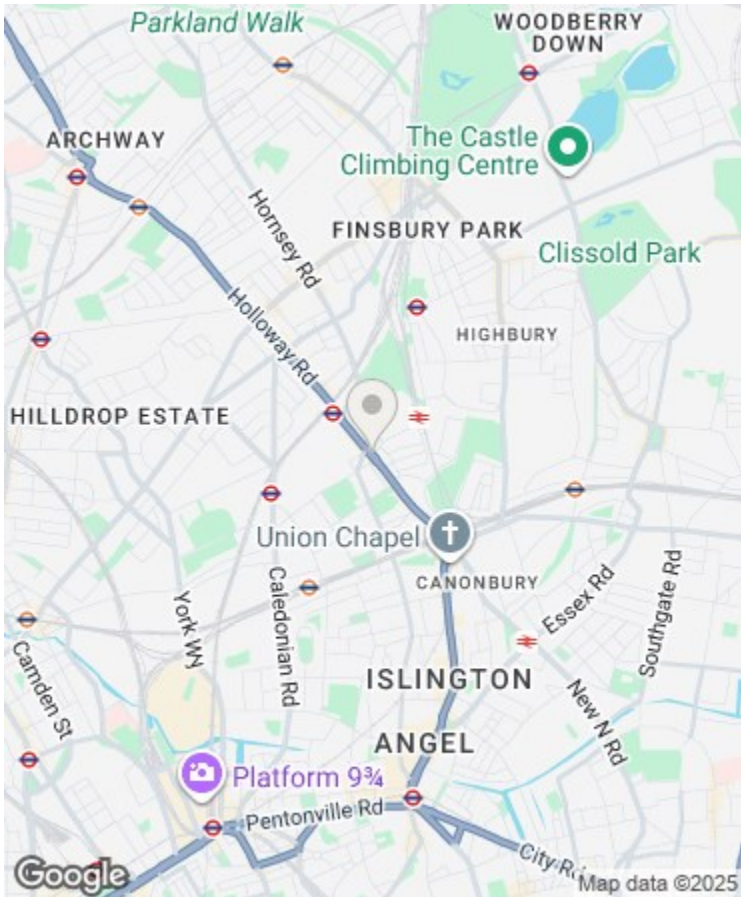 Parkland Walk
WOODBERRY
DOWN
ARCHWAY
The Castle
Climbing Centre
Hornsey Rd
FINSBURY PARK
Clissold Park
Holloway Rd
HIGHBURY
HILLDROP ESTATE
Union Chapel
CANONBURY
York WY
Caledonian Rd
Essex Rd
Southgate Rd
Camden St
ISLINGTON
New N Rd
ANGEL
Platform 9¾
Pentonville Rd
City Rd
Google
Map data ©2025